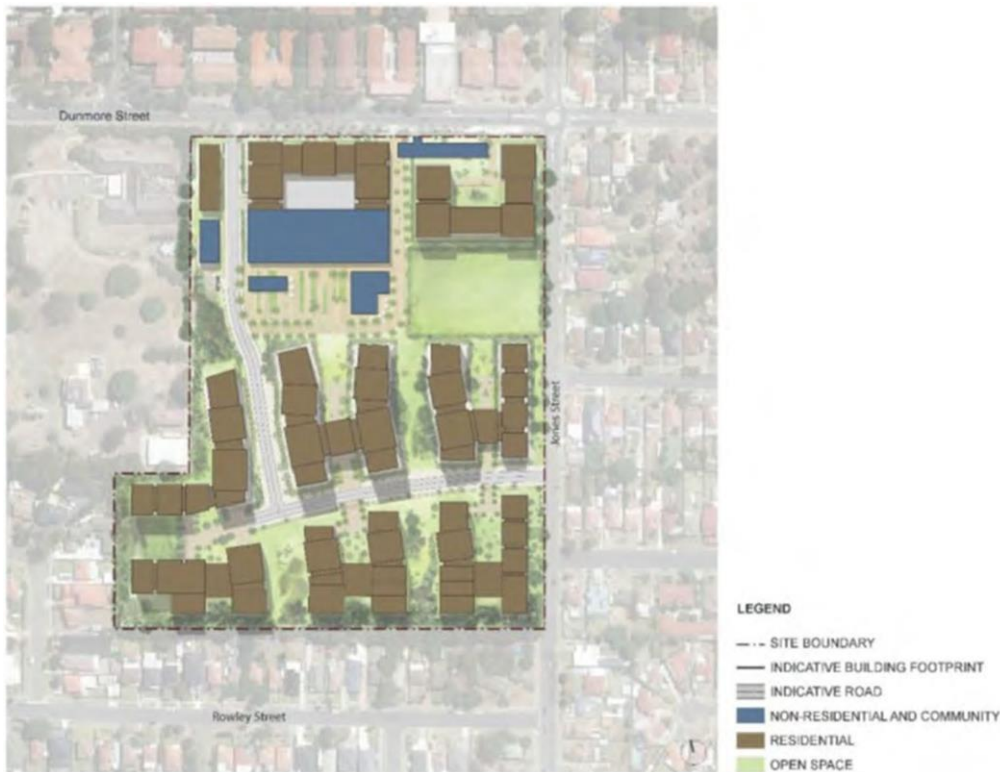 Dunmore Street
Jones Street
Rowley Street
LEGEND
SITE BOUNDARY
INDICATIVE BUILDING FOOTPRINT
INDICATIVE ROAD
NON-RESIDENTIAL AND COMMUNITY
RESIDENTIAL
OPEN SPACE